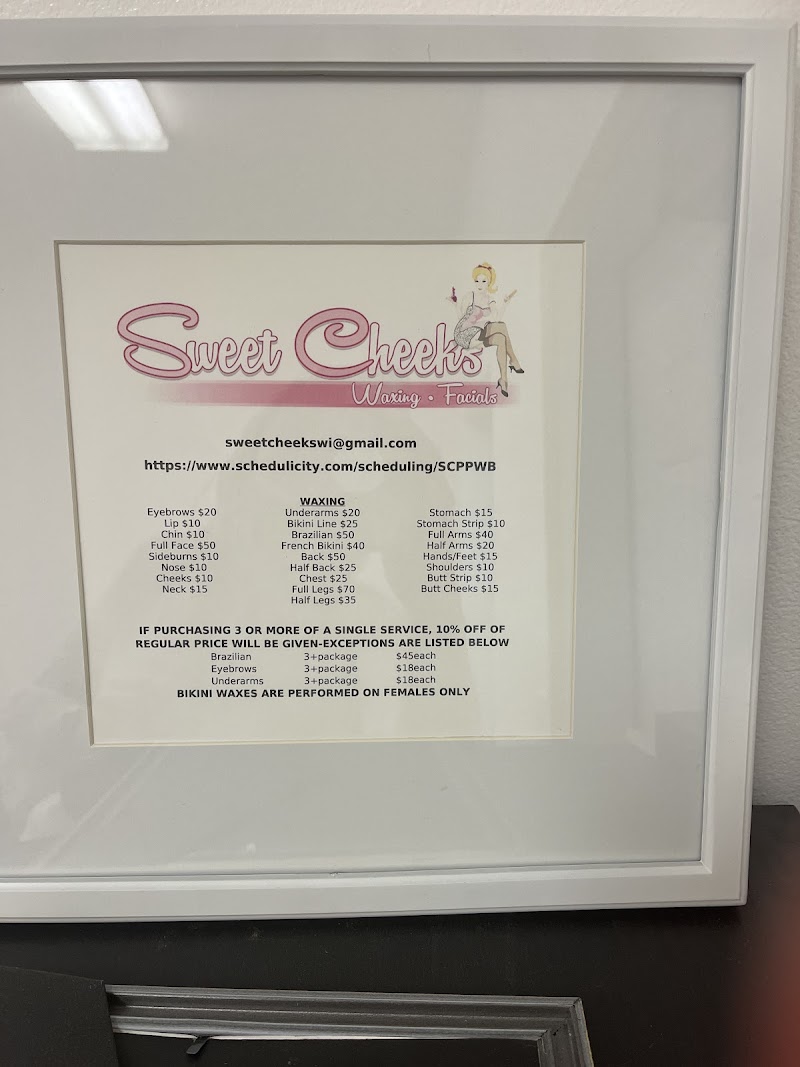 Sweet Cheeks
Waxing • Facials
sweetcheekswi@gmail.com
https://www.schedulicity.com/scheduling/SCPPWB
WAXING
Eyebrows $20
Lip $10
Chin $10
Full Face $50
Sideburns $10
Nose $10
Cheeks $10
Neck $15
Underarms $20
Bikini Line $25
Brazilian $50
French Bikini $40
Back $50
Half Back $25
Chest $25
Full Legs $70
Half Legs $35
Stomach $15
Stomach Strip $10
Full Arms $40
Half Arms $20
Hands/Feet $15
Shoulders $10
Butt Strip $10
Butt Cheeks $15
IF PURCHASING 3 OR MORE OF A SINGLE SERVICE, 10% OFF OF
REGULAR PRICE WILL BE GIVEN-EXCEPTIONS ARE LISTED BELOW
Brazilian 3+package $45each
Eyebrows 3+package $18each
Underarms 3+package $18each
BIKINI WAXES ARE PERFORMED ON FEMALES ONLY